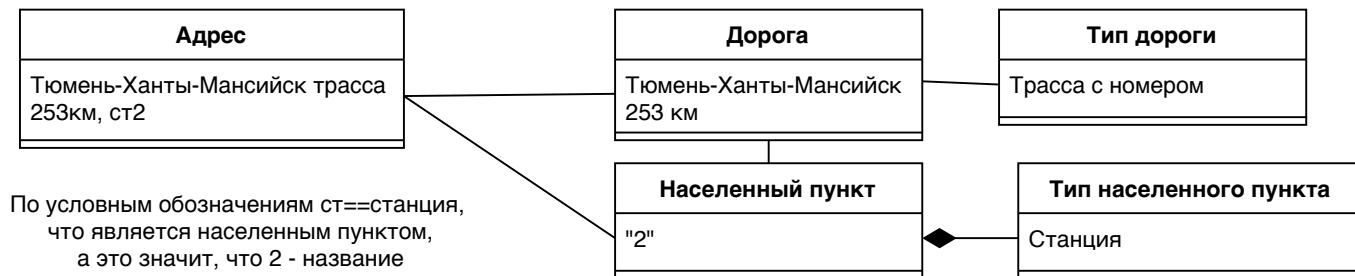 Адрес
Тюмень-Ханты-Мансийск трасса
253км, ст2
Дорога
Тюмень-Ханты-Мансийск
253 км
Тип дороги
Трасса с номером
Населенный пункт
"2"
Тип населенного пункта
Станция
По условным обозначениям ст==станция,
что является населенным пунктом,
а это значит, что 2 - название